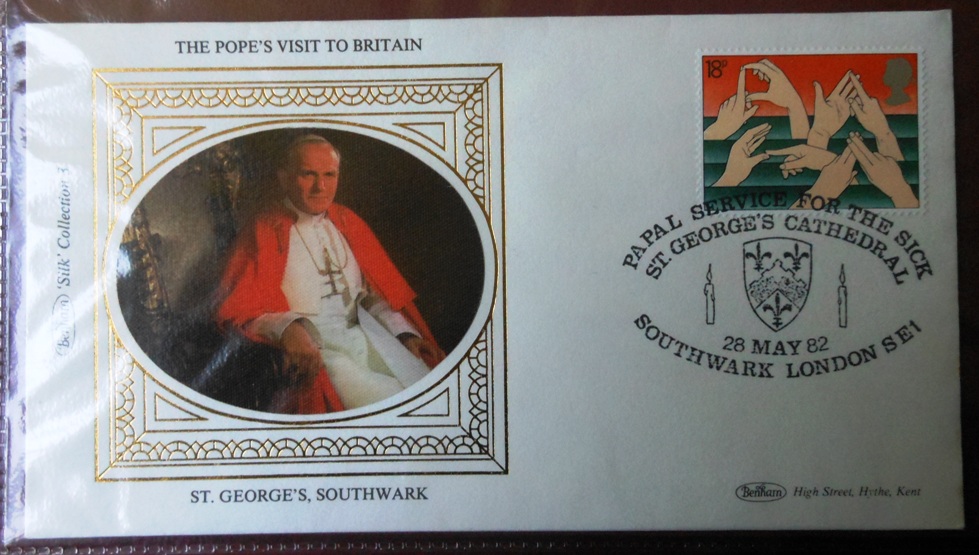 THE POPE'S VISIT TO BRITAIN
18P
PAPAL SERVICE FOR THE SICK
ST. GEORGE'S CATHEDRAL
28 MAY 82
SOUTHWARK LONDON SE1
Benham 'Silk' Collection 3
ST. GEORGE'S, SOUTHWARK
Benham High Street, Hythe, Kent